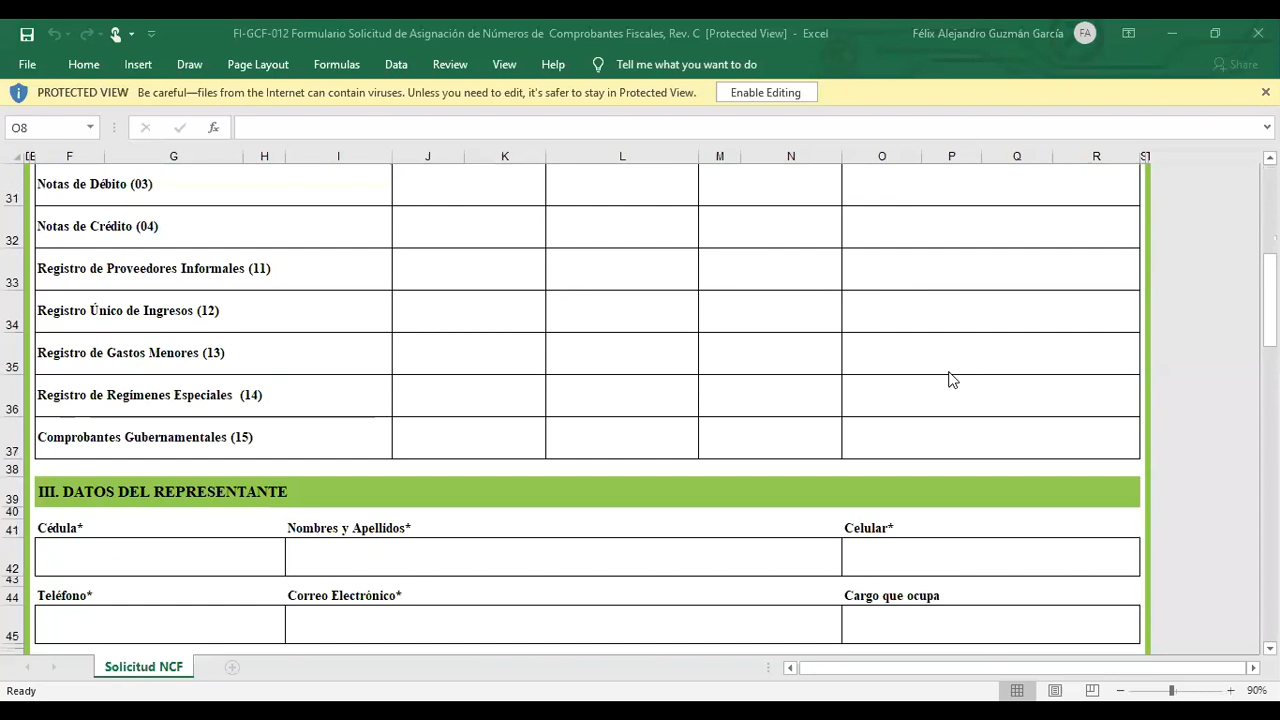 FI-GCF-012 Formulario Solicitud de Asignación de Números de Comprobantes Fiscales, Rev. C [Protected View] - Excel
Félix Alejandro Guzmán García
FA
File Home Insert Draw Page Layout Formulas Data Review View Help Tell me what you want to do Share
PROTECTED VIEW Be careful—files from the Internet can contain viruses. Unless you need to edit, it's safer to stay in Protected View. Enable Editing
O8 fx
F G H I J K L M N O P Q R S T
31 Notas de Débito (03)
32 Notas de Crédito (04)
33 Registro de Proveedores Informales (11)
34 Registro Único de Ingresos (12)
35 Registro de Gastos Menores (13)
36 Registro de Regímenes Especiales (14)
37 Comprobantes Gubernamentales (15)
38
39 III. DATOS DEL REPRESENTANTE
40
41 Cédula* Nombres y Apellidos* Celular*
42
43
44 Teléfono* Correo Electrónico* Cargo que ocupa
45
Solicitud NCF
Ready 90%